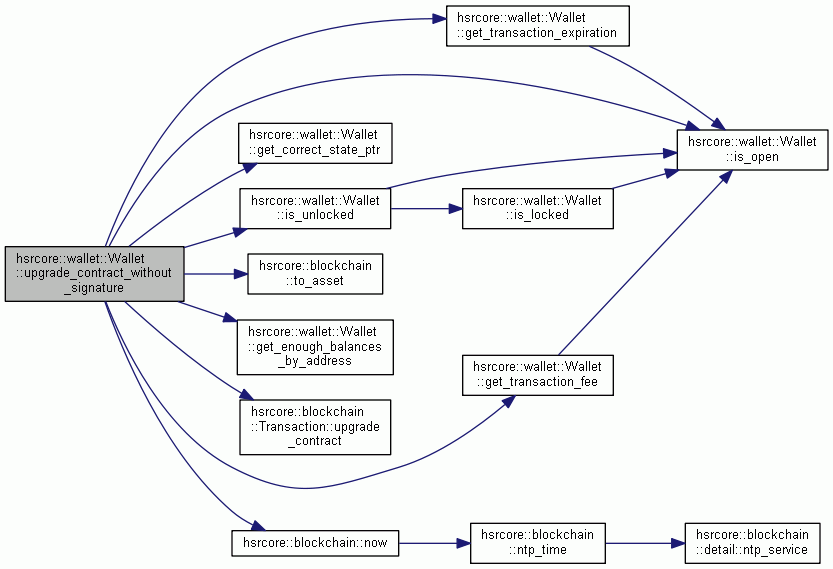 hsrcore::wallet::Wallet
::get_transaction_expiration
hsrcore::wallet::Wallet
::get_correct_state_ptr
hsrcore::wallet::Wallet
::is_open
hsrcore::wallet::Wallet
::is_unlocked
hsrcore::wallet::Wallet
::is_locked
hsrcore::wallet::Wallet
::upgrade_contract_without
_signature
hsrcore::blockchain
::to_asset
hsrcore::wallet::Wallet
::get_enough_balances
_by_address
hsrcore::wallet::Wallet
::get_transaction_fee
hsrcore::blockchain
::Transaction::upgrade
_contract
hsrcore::blockchain::now
hsrcore::blockchain
::ntp_time
hsrcore::blockchain
::detail::ntp_service